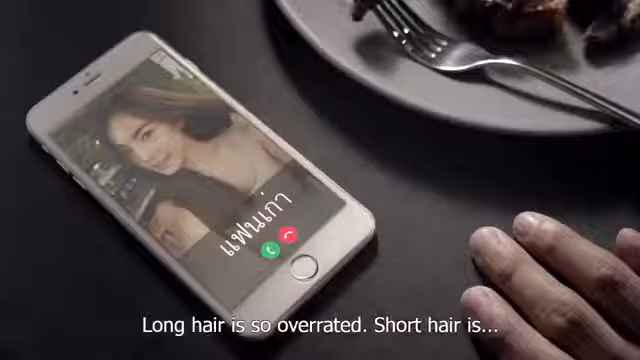 แฟนเก่า
Long hair is so overrated. Short hair is...